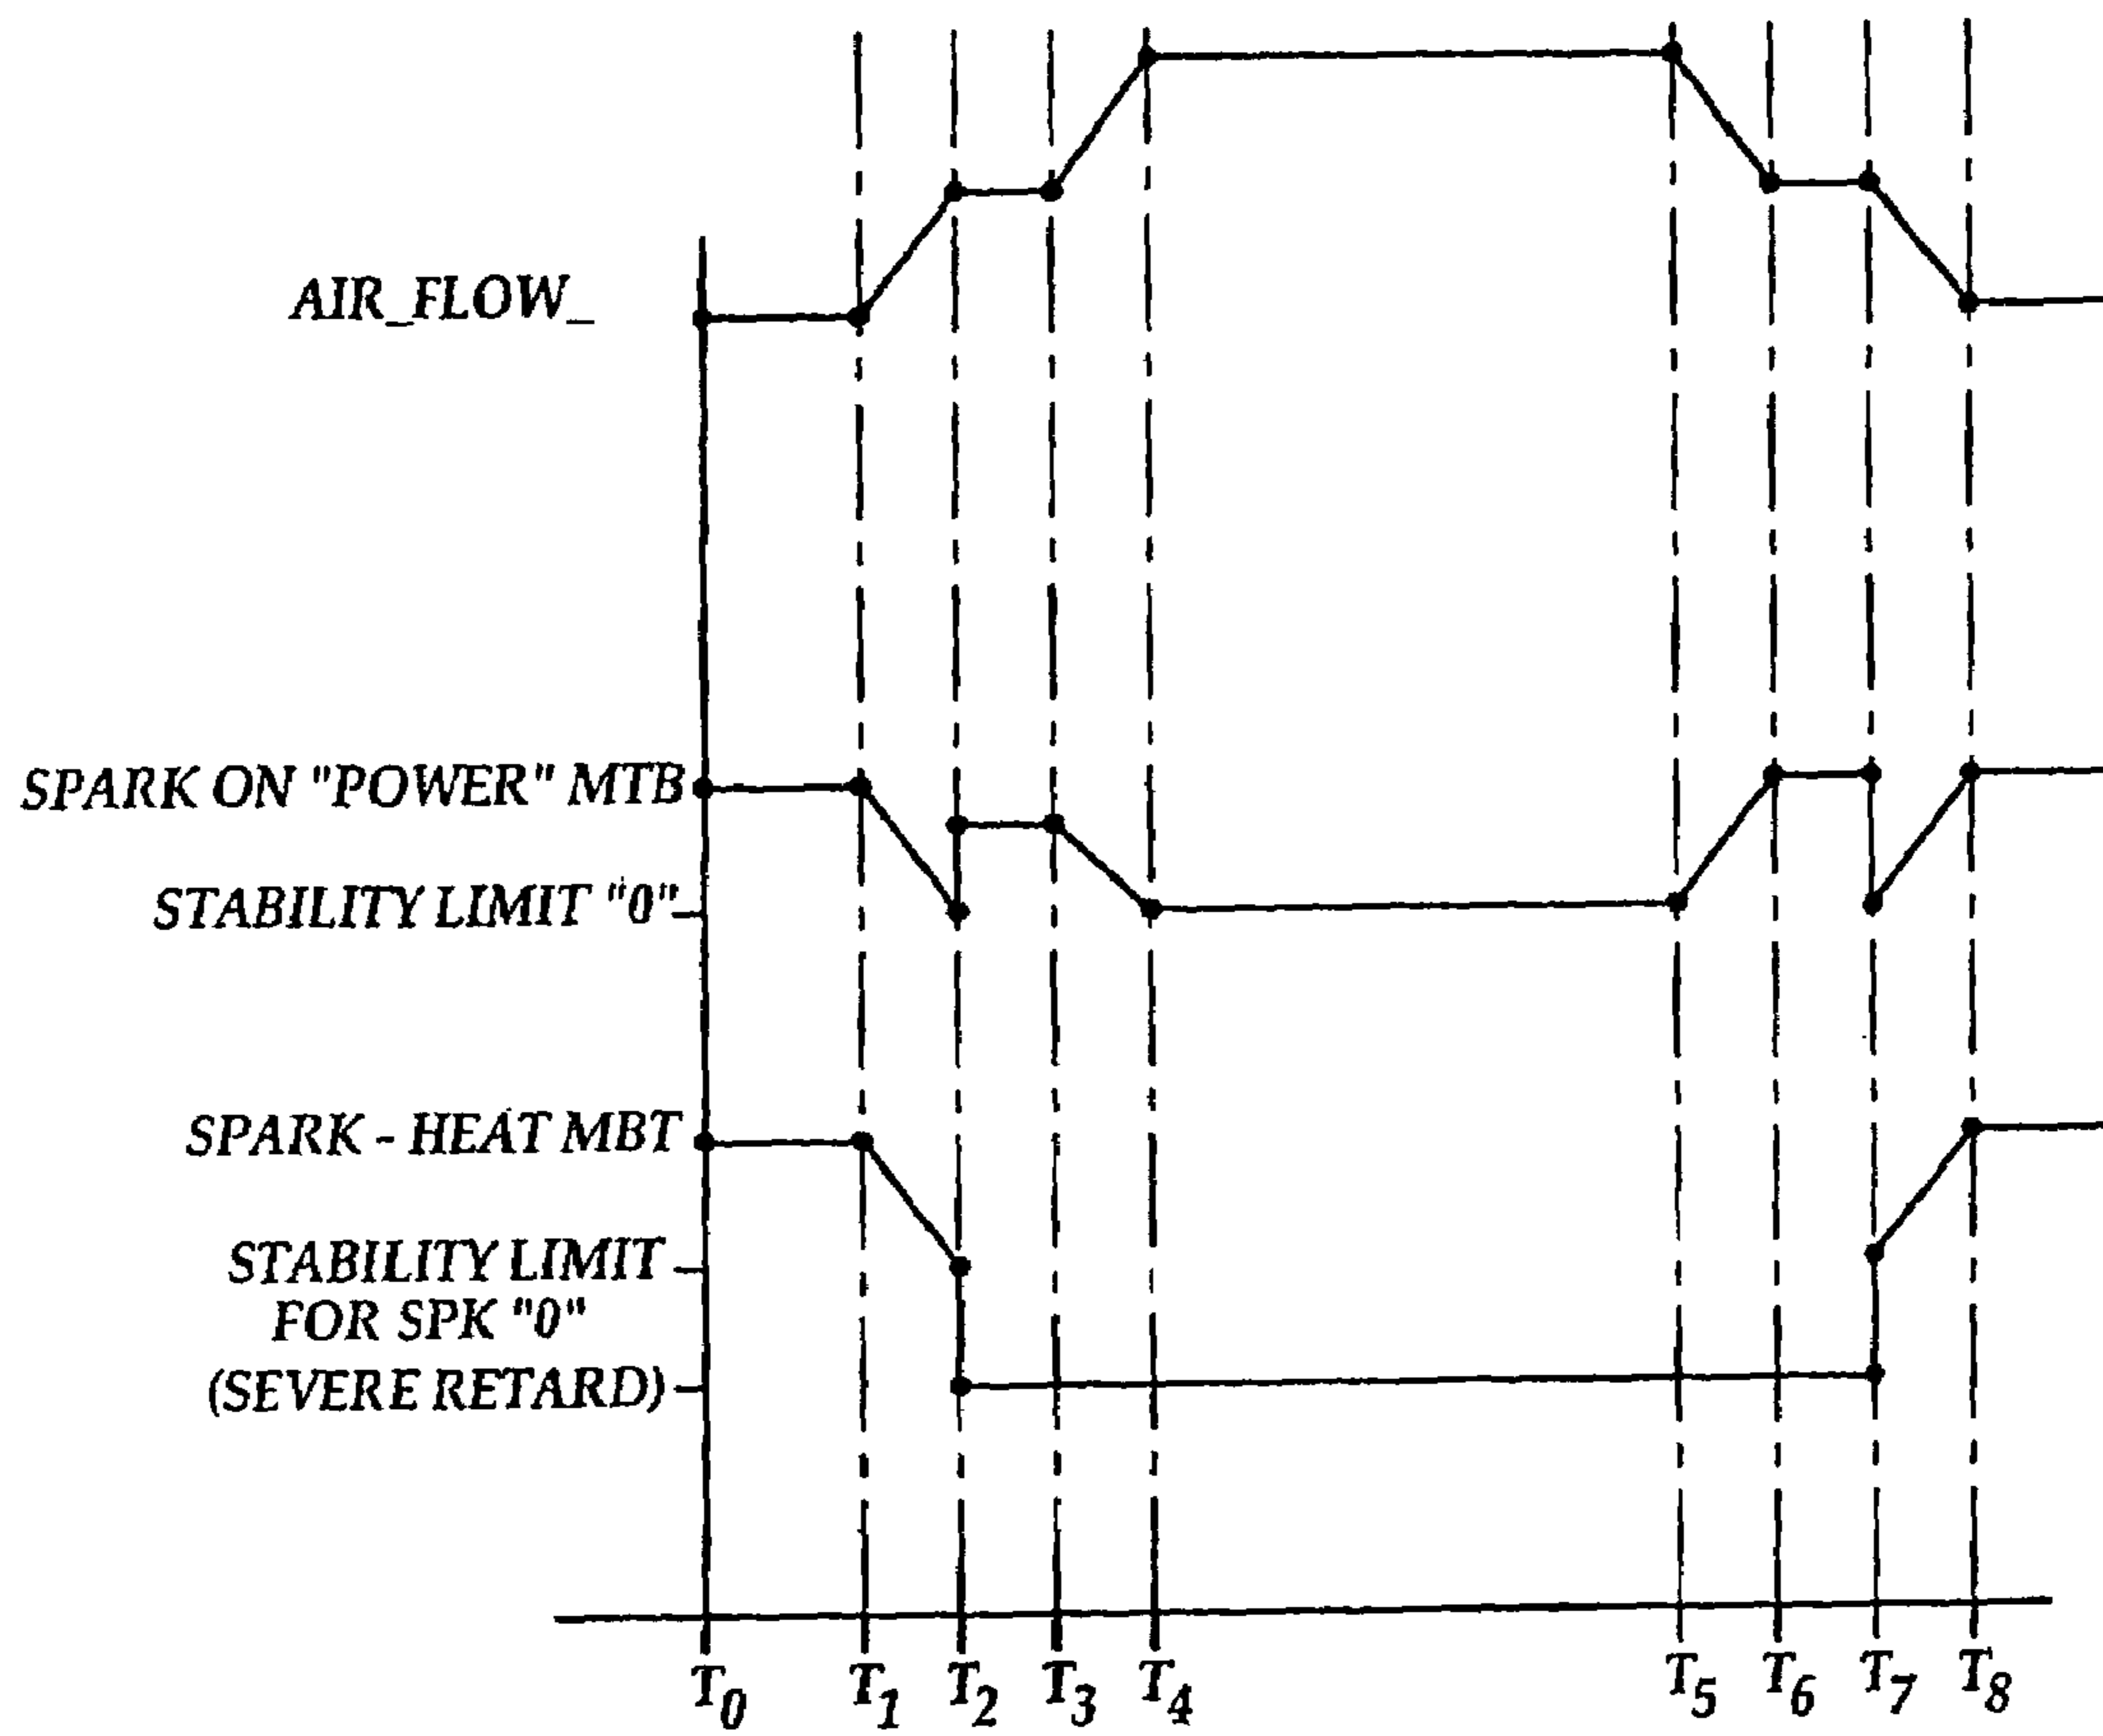 AIR_FLOW_
SPARK ON "POWER" MTB
STABILITY LIMIT "0"
SPARK - HEAT MBT
STABILITY LIMIT
FOR SPK "0"
(SEVERE RETARD)
T0 T1 T2 T3 T4 T5 T6 T7 T8